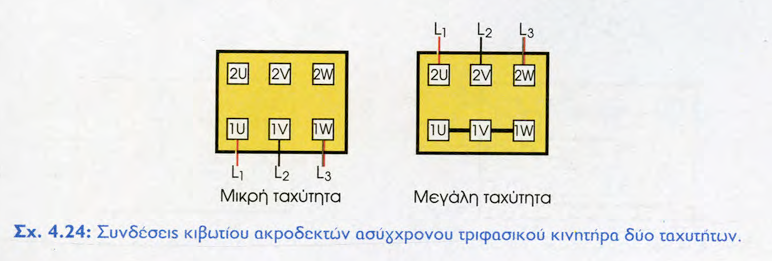 L1 L2 L3
2U 2V 2W 2U 2V 2W
1U 1V 1W 1U 1V 1W
L1 L2 L3
Μικρή ταχύτητα Μεγάλη ταχύτητα
Σχ. 4.24: Συνδέσεις κιβωτίου ακροδεκτών ασύγχρονου τριφασικού κινητήρα δύο ταχυτήτων.